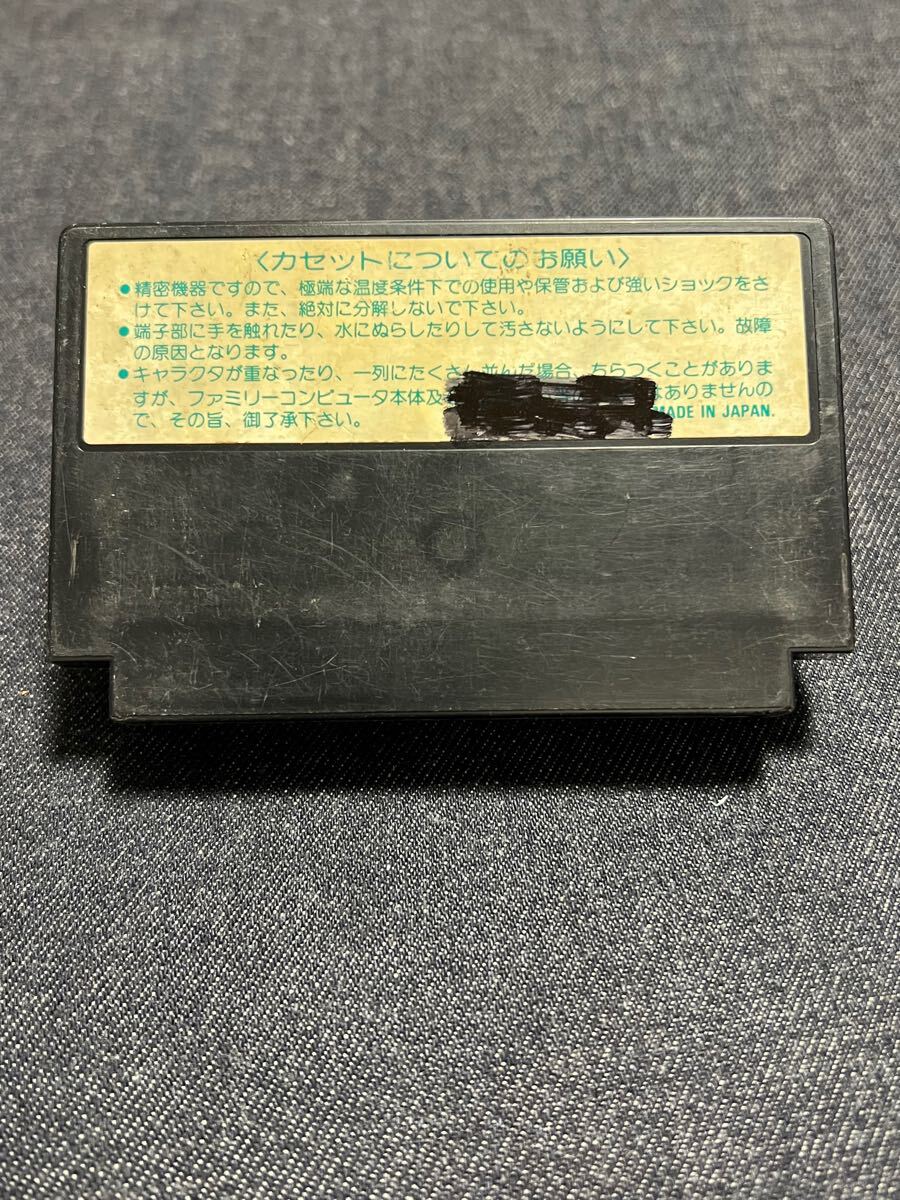 〈カセットについてのお願い〉
●精密機器ですので、極端な温度条件下での使用や保管および強いショックをさ
けて下さい。また、絶対に分解しないで下さい。
●端子部に手を触れたり、水にぬらしたりして汚さないようにして下さい。故障
の原因となります。
●キャラクタが重なったり、一列にたくさん並んだ場合、ちらつくことがありま
すが、ファミリーコンピュータ本体及 はありませんの
で、その旨、御了承下さい。 MADE IN JAPAN.